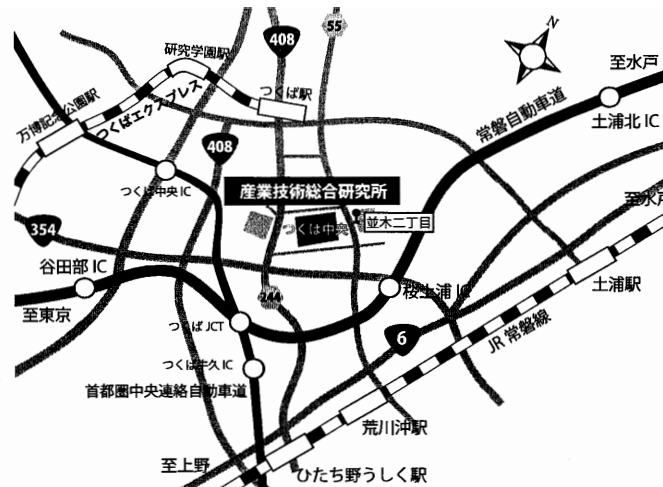 408
55
N
研究学園駅
至水戸
つくば駅
万博記念公園駅
つくばエクスプレス
常磐自動車道
土浦北IC
408
つくば中央IC
産業技術総合研究所
至水戸
354
つくば中央
並木二丁目
谷田部IC
桜土浦IC
土浦駅
244
至東京
つくばJCT
6
JR常磐線
つくば牛久IC
首都圏中央連絡自動車道
荒川沖駅
至上野
ひたち野うしく駅